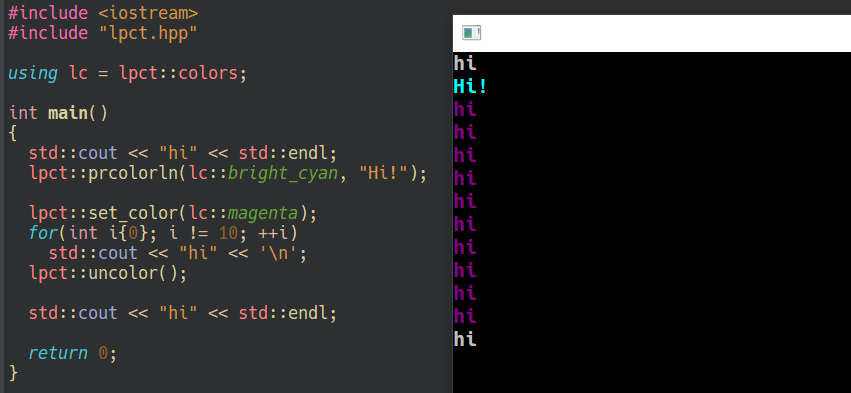 #include <iostream>
#include "lpct.hpp"
using lc = lpct::colors;
int main()
{
std::cout << "hi" << std::endl;
lpct::prcolorln(lc::bright_cyan, "Hi!");
lpct::set_color(lc::magenta);
for(int i{0}; i != 10; ++i)
std::cout << "hi" << '\n';
lpct::uncolor();
std::cout << "hi" << std::endl;
return 0;
}
hi
Hi!
hi
hi
hi
hi
hi
hi
hi
hi
hi
hi
hi